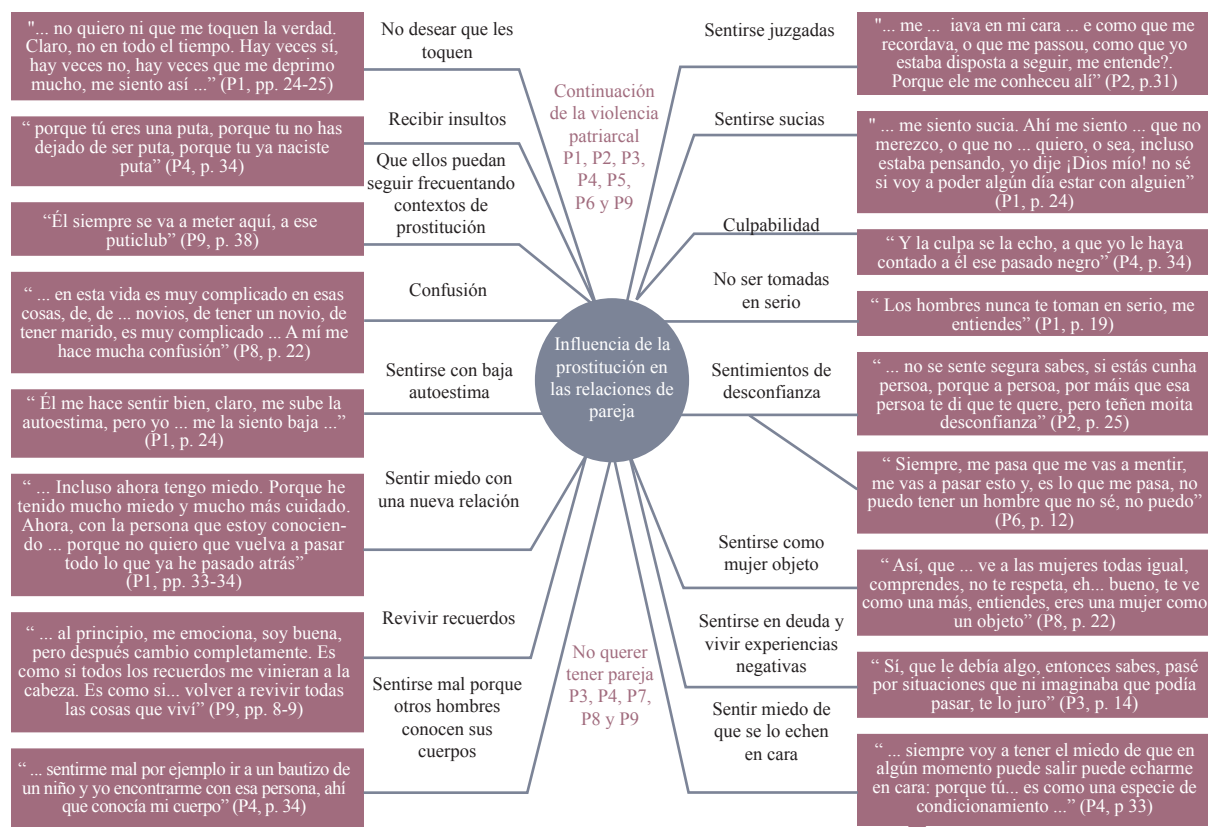 "... no quiero ni que me toquen la verdad.
Claro, no en todo el tiempo. Hay veces sí,
hay veces no, hay veces que me deprimo
mucho, me siento así ...” (P1, pp. 24-25)
“ porque tú eres una puta, porque tu no has
dejado de ser puta, porque tu ya naciste
puta” (P4, p. 34)
“Él siempre se va a meter aquí, a ese
puticlub” (P9, p. 38)
“ ... en esta vida es muy complicado en esas
cosas, de, de ... novios, de tener un novio, de
tener marido, es muy complicado ... A mí me
hace mucha confusión” (P8, p. 22)
“ Él me hace sentir bien, claro, me sube la
autoestima, pero yo ... me la siento baja ...”
(P1, p. 24)
“ ... Incluso ahora tengo miedo. Porque he
tenido mucho miedo y mucho más cuidado.
Ahora, con la persona que estoy conocien-
do ... porque no quiero que vuelva a pasar
todo lo que ya he pasado atrás”
(P1, pp. 33-34)
“ ... al principio, me emociona, soy buena,
pero después cambio completamente. Es
como si todos los recuerdos me vinieran a la
cabeza. Es como si... volver a revivir todas
las cosas que viví” (P9, pp. 8-9)
“ ... sentirme mal por ejemplo ir a un bautizo de
un niño y yo encontrarme con esa persona, ahí
que conocía mi cuerpo” (P4, p. 34)
No desear que les
toquen
Recibir insultos
Que ellos puedan
seguir frecuentando
contextos de
prostitución
Confusión
Sentirse con baja
autoestima
Sentir miedo con
una nueva relación
Revivir recuerdos
Sentirse mal porque
otros hombres
conocen sus
cuerpos
Continuación
de la violencia
patriarcal
P1, P2, P3,
P4, P5,
P6 y P9
Influencia de la
prostitución en
las relaciones de
pareja
No querer
tener pareja
P3, P4, P7,
P8 y P9
Sentirse juzgadas
Sentirse sucias
Culpabilidad
No ser tomadas
en serio
Sentimientos de
desconfianza
Sentirse como
mujer objeto
Sentirse en deuda y
vivir experiencias
negativas
Sentir miedo de
que se lo echen
en cara
"... me ... iava en mi cara ... e como que me
recordava, o que me passou, como que yo
estaba disposta a seguir, me entende?.
Porque ele me conheceu alí” (P2, p.31)
" ... me siento sucia. Ahí me siento ... que no
merezco, o que no ... quiero, o sea, incluso
estaba pensando, yo dije ¡Dios mío! no sé
si voy a poder algún día estar con alguien”
(P1, p. 24)
“ Y la culpa se la echo, a que yo le haya
contado a él ese pasado negro” (P4, p. 34)
“ Los hombres nunca te toman en serio, me
entiendes” (P1, p. 19)
“ ... no se sente segura sabes, si estás cunha
persoa, porque a persoa, por máis que esa
persoa te di que te quere, pero teñen moita
desconfianza” (P2, p. 25)
“ Siempre, me pasa que me vas a mentir,
me vas a pasar esto y, es lo que me pasa, no
puedo tener un hombre que no sé, no puedo”
(P6, p. 12)
“ Así, que ... ve a las mujeres todas igual,
comprendes, no te respeta, eh... bueno, te ve
como una más, entiendes, eres una mujer como
un objeto” (P8, p. 22)
“ Sí, que le debía algo, entonces sabes, pasé
por situaciones que ni imaginaba que podía
pasar, te lo juro” (P3, p. 14)
“ ... siempre voy a tener el miedo de que en
algún momento puede salir puede echarme
en cara: porque tú... es como una especie de
condicionamiento ...” (P4, p 33)